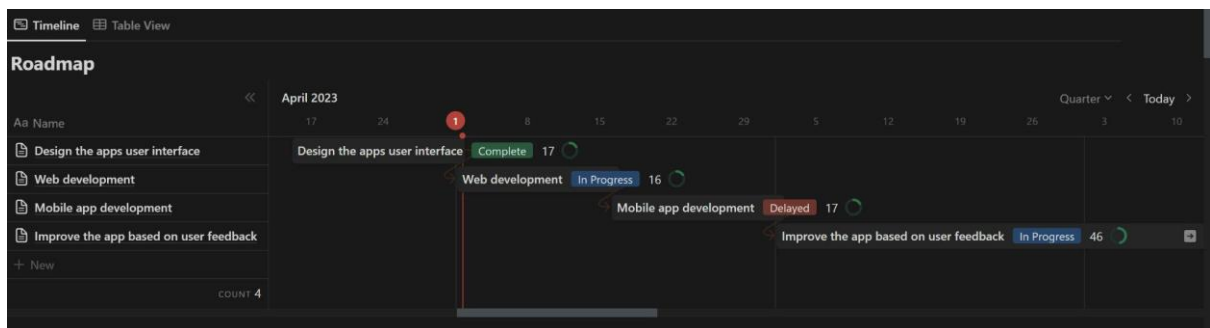 Timeline Table View
Roadmap
April 2023 Quarter Today
Aa Name 17 24 1 8 15 22 29 5 12 19 26 3 10
Design the apps user interface Design the apps user interface Complete 17
Web development Web development In Progress 16
Mobile app development Mobile app development Delayed 17
Improve the app based on user feedback Improve the app based on user feedback In Progress 46
+ New
COUNT 4